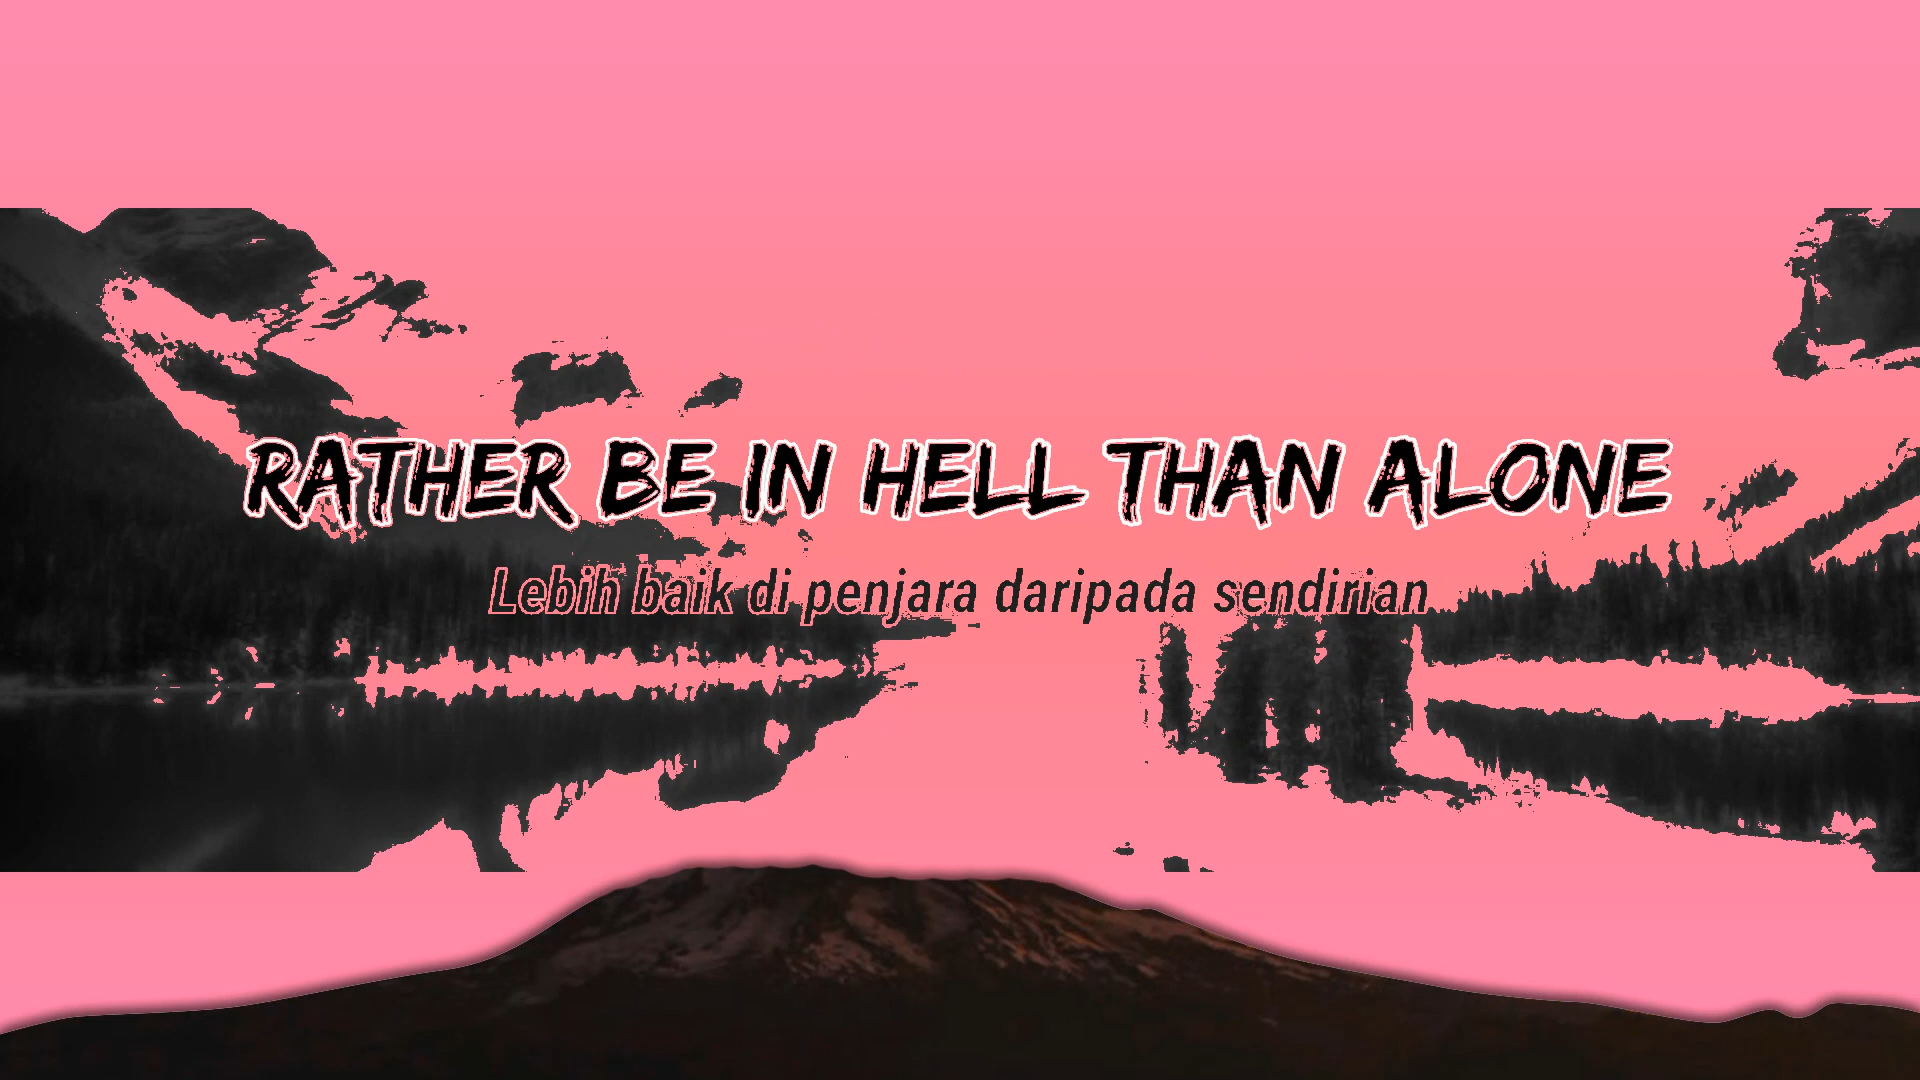 RATHER BE IN HELL THAN ALONE
Lebih baik di penjara daripada sendirian